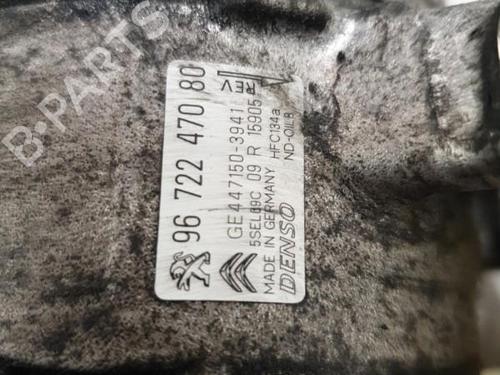 96 722 470 80
REV
GE447150-3941
5SEL09C 09 R 15905
MADE IN GERMANY HFC134a
DENSO ND-OIL8
B-PARTS